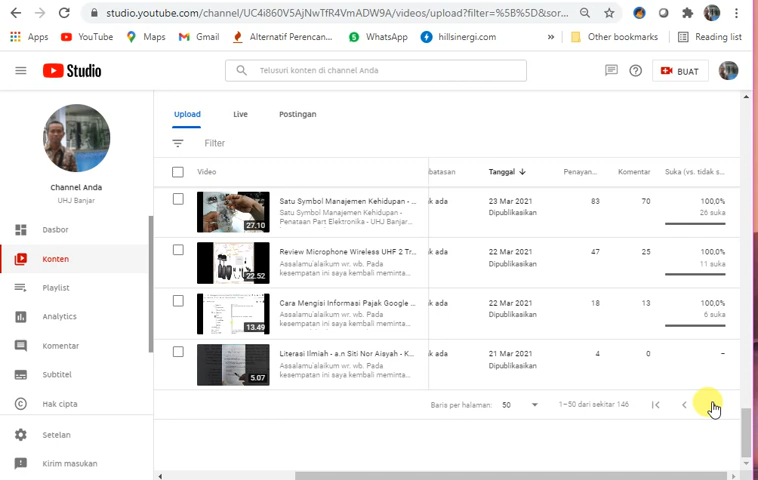 studio.youtube.com/channel/UC4i860V5AjNwTfR4VmADW9A/videos/upload?filter=%5B%5D&sor...
Apps YouTube Maps Gmail Alternatif Perencan... WhatsApp hillsinergi.com » Other bookmarks Reading list
Studio
Telusuri konten di channel Anda
BUAT
Upload Live Postingan
Filter
Video batasan Tanggal Penayan... Komentar Suka (vs. tidak s...
Channel Anda
UHJ Banjar
Dasbor
Konten
Playlist
Analytics
Komentar
Subtitel
Hak cipta
Setelan
Kirim masukan
27.10
Satu Symbol Manajemen Kehidupan - ...
Satu Symbol Manajemen Kehidupan -
Penataan Part Elektronika - UHJ Banjar...
k ada
23 Mar 2021
Dipublikasikan
83 70 100,0%
26 suka
22.52
Review Microphone Wireless UHF 2 Tr...
Assalamu'alaikum wr. wb. Pada
kesempatan ini saya kembali meminta...
k ada
22 Mar 2021
Dipublikasikan
47 25 100,0%
11 suka
13.49
Cara Mengisi Informasi Pajak Google ...
Assalamu'alaikum wr. wb. Pada
kesempatan ini saya kembali meminta...
k ada
22 Mar 2021
Dipublikasikan
18 13 100,0%
6 suka
5.07
Literasi Ilmiah - a.n Siti Nor Aisyah - K...
Assalamu'alaikum wr. wb. Pada
kesempatan ini saya kembali meminta...
k ada
21 Mar 2021
Dipublikasikan
4 0 –
Baris per halaman: 50 1–50 dari sekitar 146